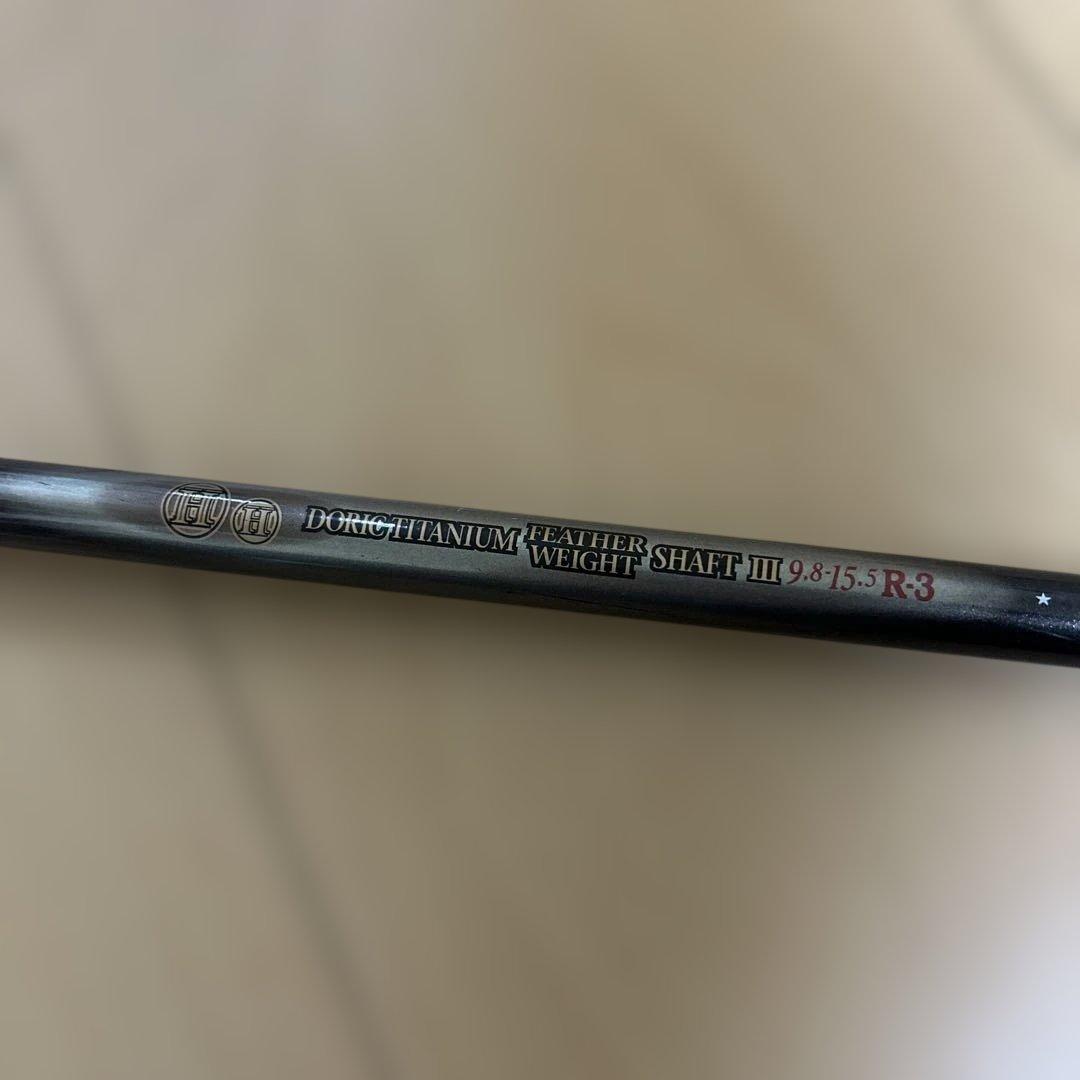 H H DORIC TITANIUM FEATHER WEIGHT SHAFT III 9.8-15.5 R-3